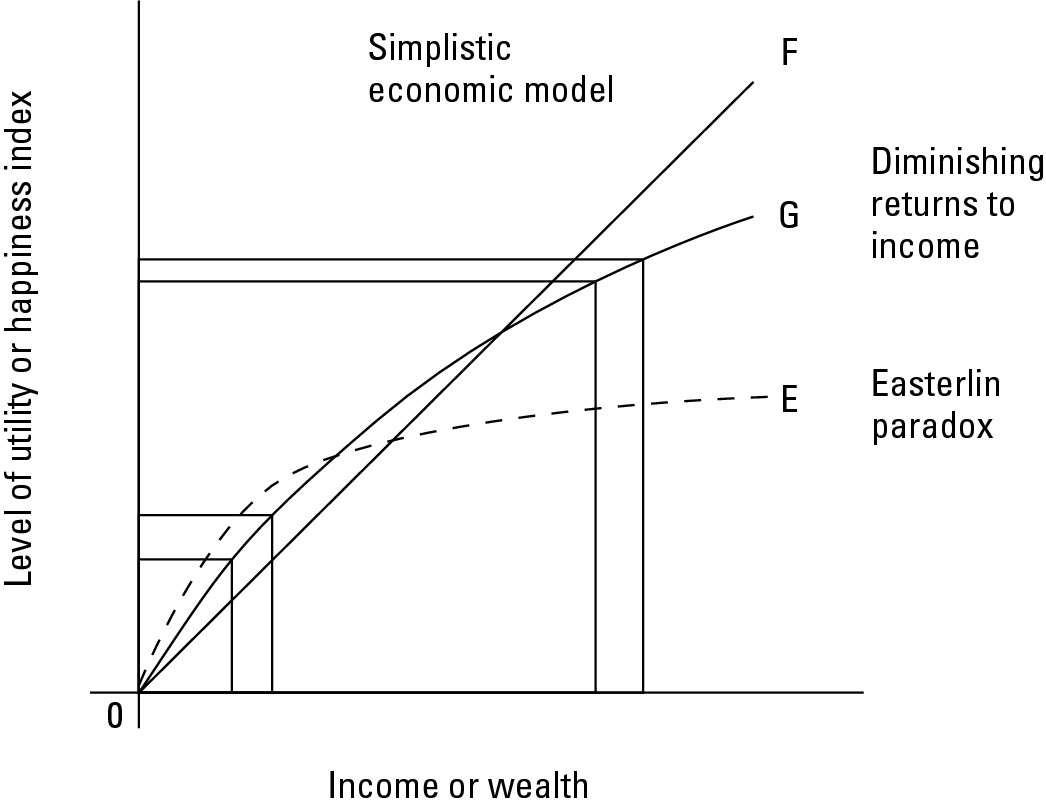 Simplistic
economic model
F
Diminishing
returns to
income
G
Easterlin
paradox
E
Level of utility or happiness index
0
Income or wealth